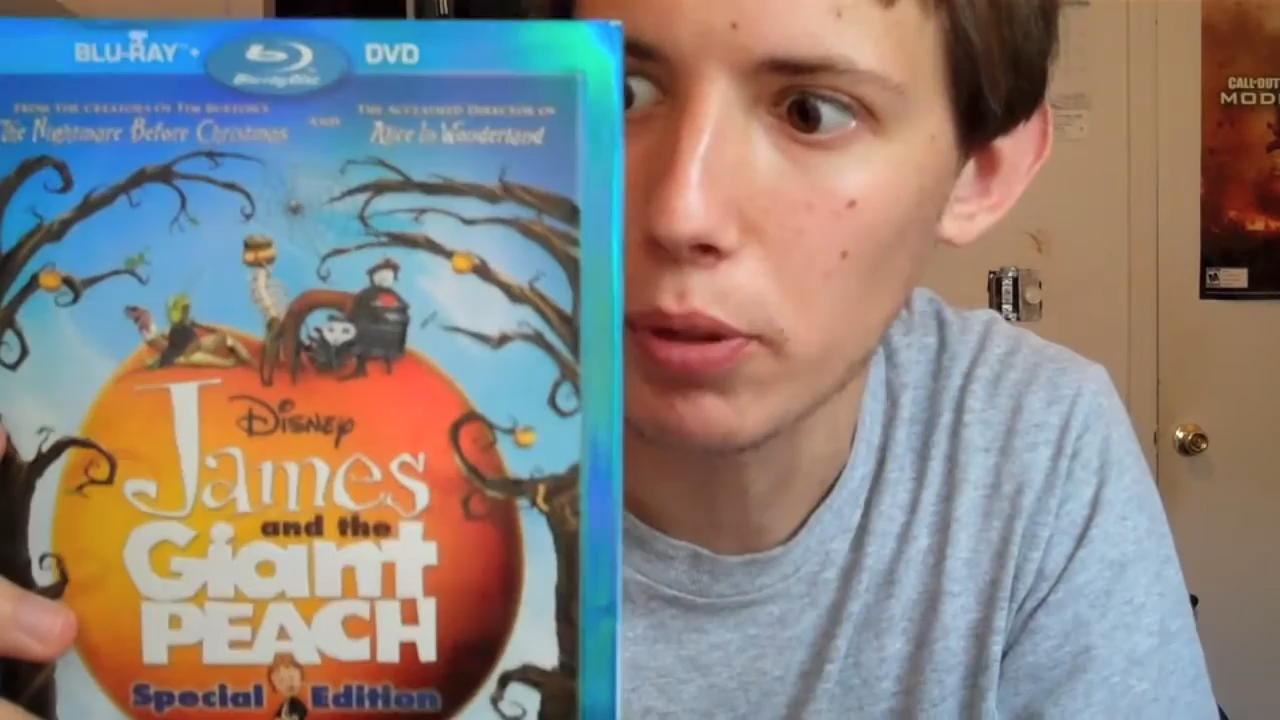 BLU-RAY + Blu-ray Disc DVD
FROM THE CREATORS OF TIM BURTON'S
The Nightmare Before Christmas
AND
THE ACCLAIMED DIRECTOR OF
Alice In Wonderland
Disney
James
and the
Giant
PEACH
Special Edition
CALL OF DUTY
MOD